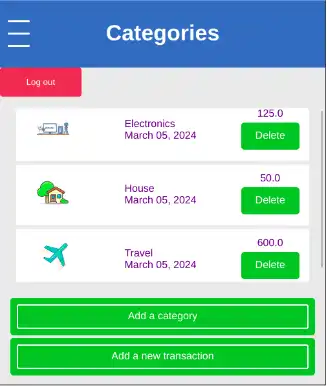 Categories
Log out
125.0
Electronics
March 05, 2024
Delete
50.0
House
March 05, 2024
Delete
600.0
Travel
March 05, 2024
Delete
Add a category
Add a new transaction